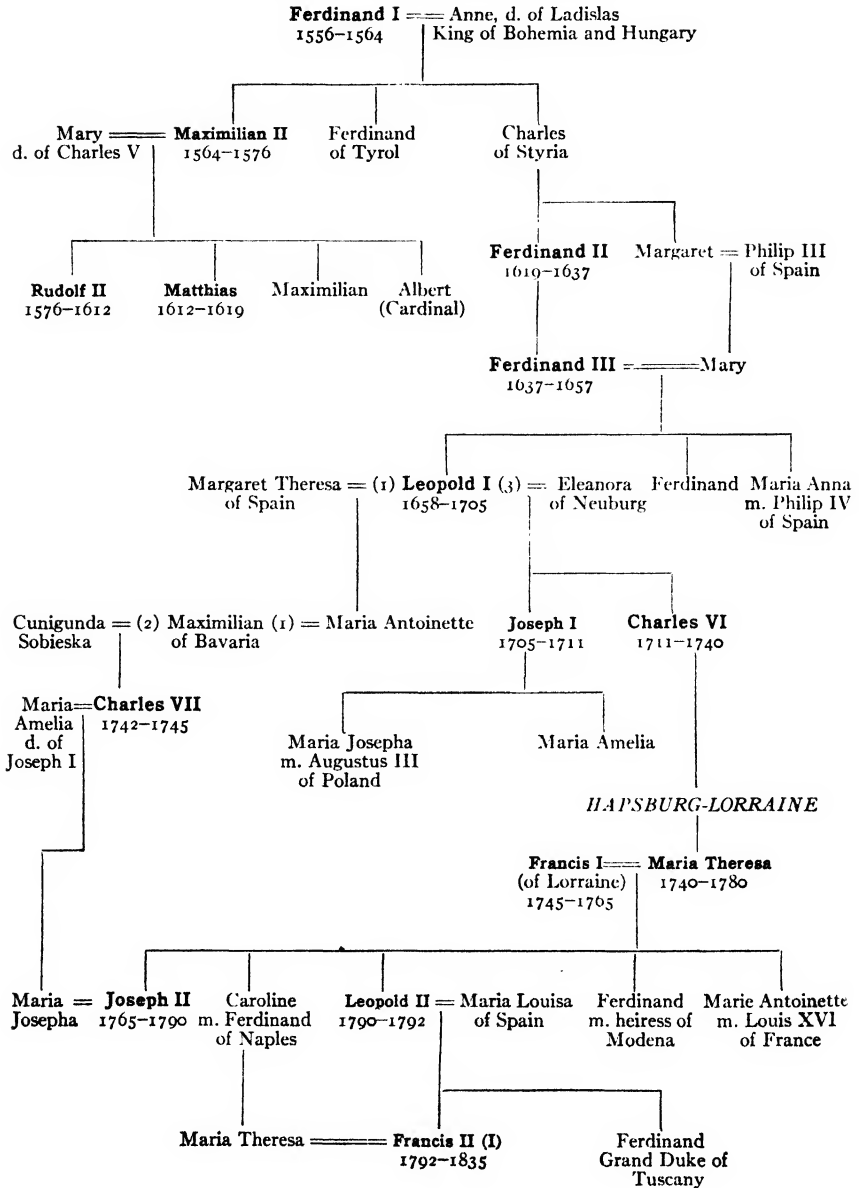 Ferdinand I == Anne, d. of Ladislas
1556–1564 King of Bohemia and Hungary
Mary == Maximilian II Ferdinand Charles
d. of Charles V 1564–1576 of Tyrol of Styria
Ferdinand II Margaret = Philip III
1619–1637 of Spain
Rudolf II Matthias Maximilian Albert
1576–1612 1612–1619 (Cardinal)
Ferdinand III == Mary
1637–1657
Margaret Theresa = (1) Leopold I (3) = Eleanora Ferdinand Maria Anna
of Spain 1658–1705 of Neuburg m. Philip IV
of Spain
Cunigunda = (2) Maximilian (1) = Maria Antoinette Joseph I Charles VI
Sobieska of Bavaria 1705–1711 1711–1740
Maria=Charles VII
Amelia 1742–1745
d. of
Joseph I
Maria Josepha Maria Amelia
m. Augustus III
of Poland
HAPSBURG-LORRAINE
Francis I == Maria Theresa
(of Lorraine) 1740–1780
1745–1765
Maria = Joseph II Caroline Leopold II = Maria Louisa Ferdinand Marie Antoinette
Josepha 1765–1790 m. Ferdinand 1790–1792 of Spain m. heiress of m. Louis XVI
of Naples Modena of France
Maria Theresa == Francis II (I) Ferdinand
1792–1835 Grand Duke of
Tuscany